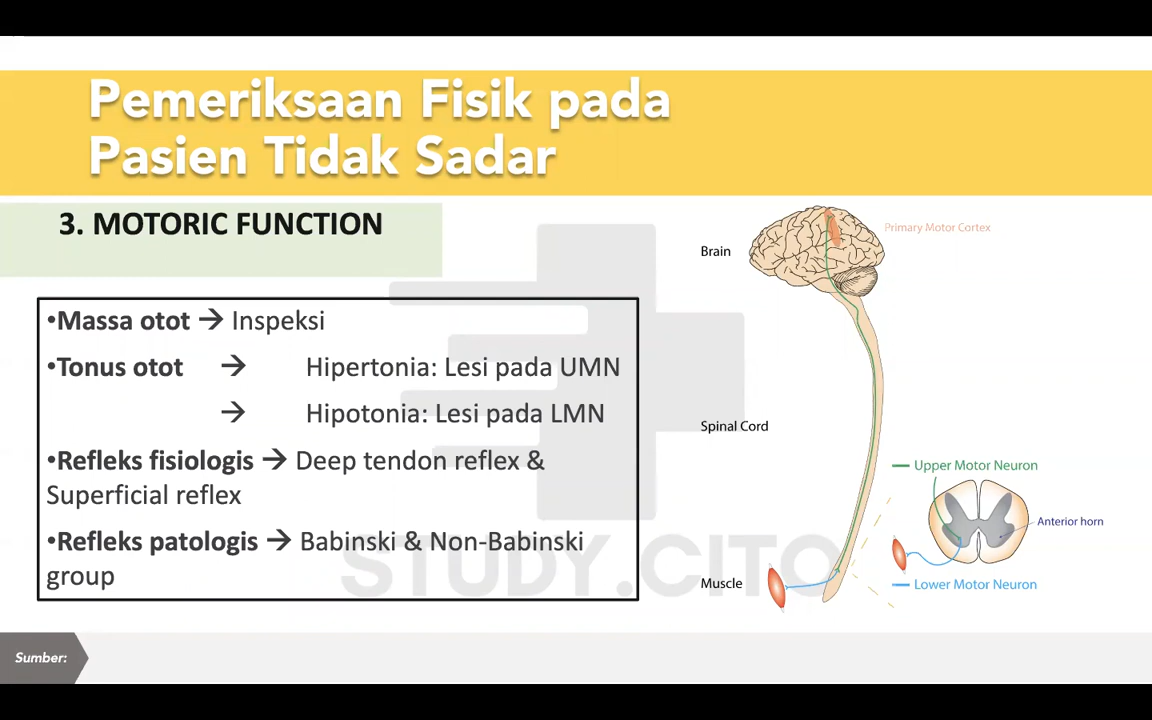 Pemeriksaan Fisik pada
Pasien Tidak Sadar
3. MOTORIC FUNCTION
•Massa otot → Inspeksi
•Tonus otot → Hipertonia: Lesi pada UMN
→ Hipotonia: Lesi pada LMN
•Refleks fisiologis → Deep tendon reflex &
Superficial reflex
•Refleks patologis → Babinski & Non-Babinski
group
STUDY.CITO
Primary Motor Cortex
Brain
Spinal Cord
Upper Motor Neuron
Anterior horn
Muscle
Lower Motor Neuron
Sumber: